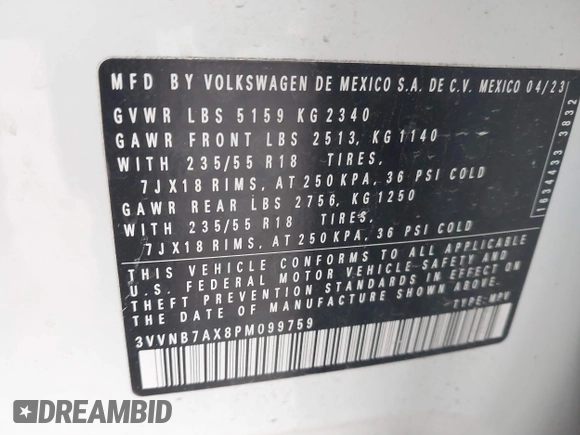 MFD BY VOLKSWAGEN DE MEXICO S.A. DE C.V. MEXICO 04/23
GVWR LBS 5159 KG 2340
GAWR FRONT LBS 2513, KG 1140
WITH 235/55 R18 TIRES,
7JX18 RIMS, AT 250 KPA, 36 PSI COLD
GAWR REAR LBS 2756, KG 1250
WITH 235/55 R18 TIRES,
7JX18 RIMS, AT 250 KPA, 36 PSI COLD
THIS VEHICLE CONFORMS TO ALL APPLICABLE
U.S. FEDERAL MOTOR VEHICLE SAFETY AND
THEFT PREVENTION STANDARDS IN EFFECT ON
THE DATE OF MANUFACTURE SHOWN ABOVE.
3VVNB7AX8PM099759 TYPE: MPV
1634433 3832
DREAMBID